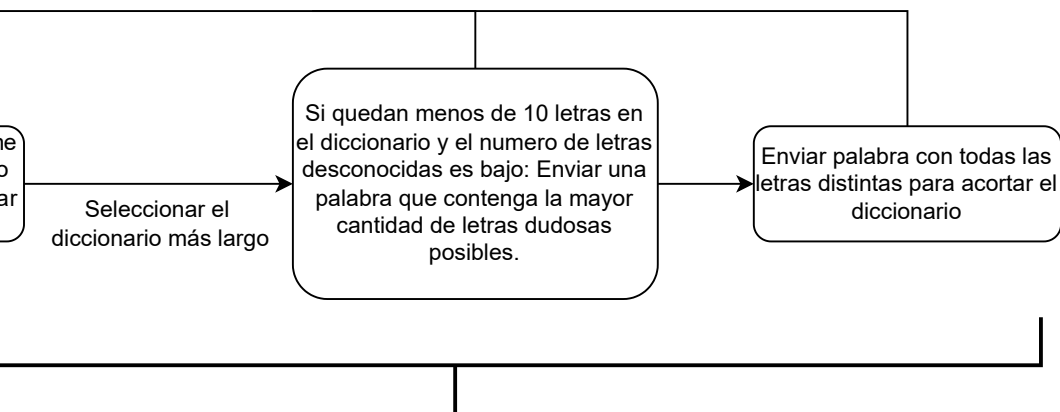 o
ar
Seleccionar el
diccionario más largo
Si quedan menos de 10 letras en
el diccionario y el numero de letras
desconocidas es bajo: Enviar una
palabra que contenga la mayor
cantidad de letras dudosas
posibles.
Enviar palabra con todas las
letras distintas para acortar el
diccionario